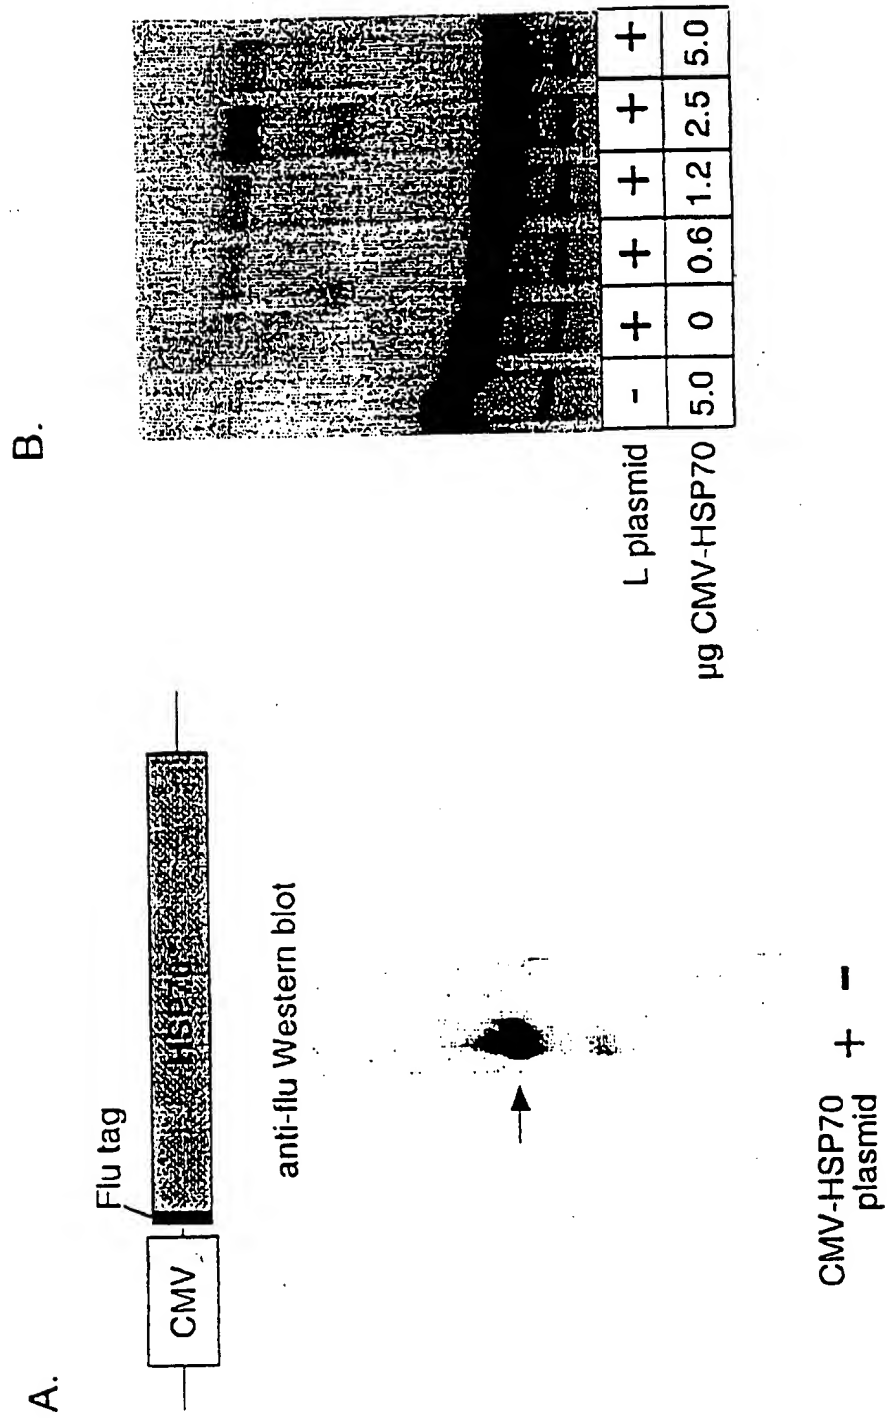 A.
Flu tag
CMV
HSP70
anti-flu Western blot
CMV-HSP70 + -
plasmid
B.
L plasmid - + + + + +
µg CMV-HSP70 5.0 0 0.6 1.2 2.5 5.0